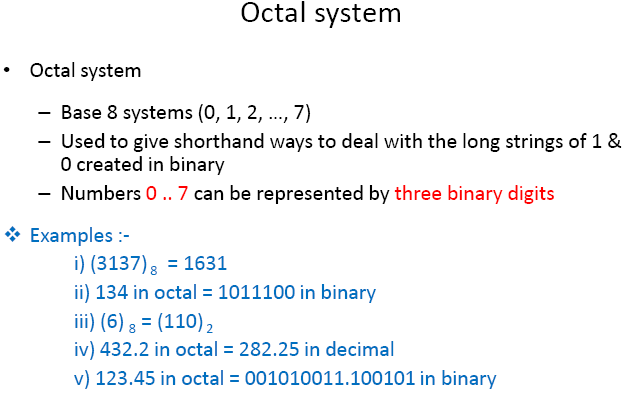 Octal system
• Octal system
– Base 8 systems (0, 1, 2, ..., 7)
– Used to give shorthand ways to deal with the long strings of 1 &
0 created in binary
– Numbers 0 .. 7 can be represented by three binary digits
❖ Examples :-
i) (3137)₈ = 1631
ii) 134 in octal = 1011100 in binary
iii) (6)₈ = (110)₂
iv) 432.2 in octal = 282.25 in decimal
v) 123.45 in octal = 001010011.100101 in binary